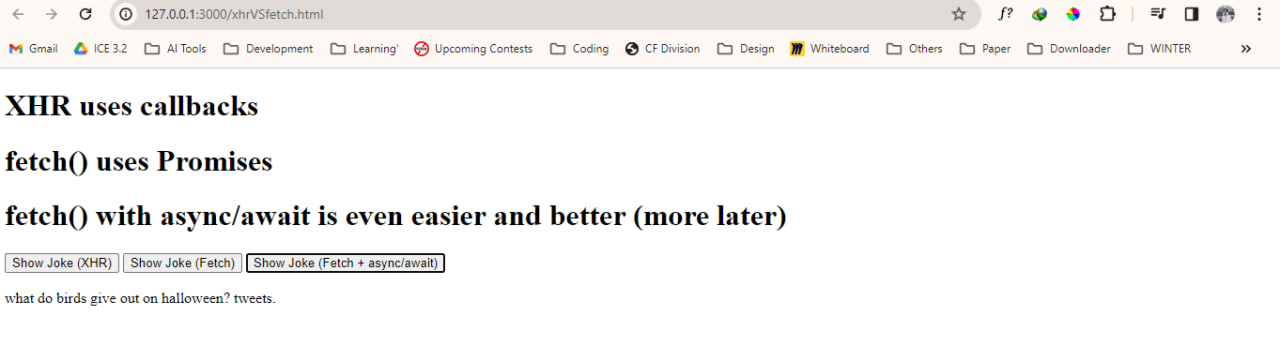 127.0.0.1:3000/xhrVSfetch.html
f?
Gmail ICE 3.2 AI Tools Development Learning' Upcoming Contests Coding CF Division Design Whiteboard Others Paper Downloader WINTER »
XHR uses callbacks
fetch() uses Promises
fetch() with async/await is even easier and better (more later)
Show Joke (XHR) Show Joke (Fetch) Show Joke (Fetch + async/await)
what do birds give out on halloween? tweets.